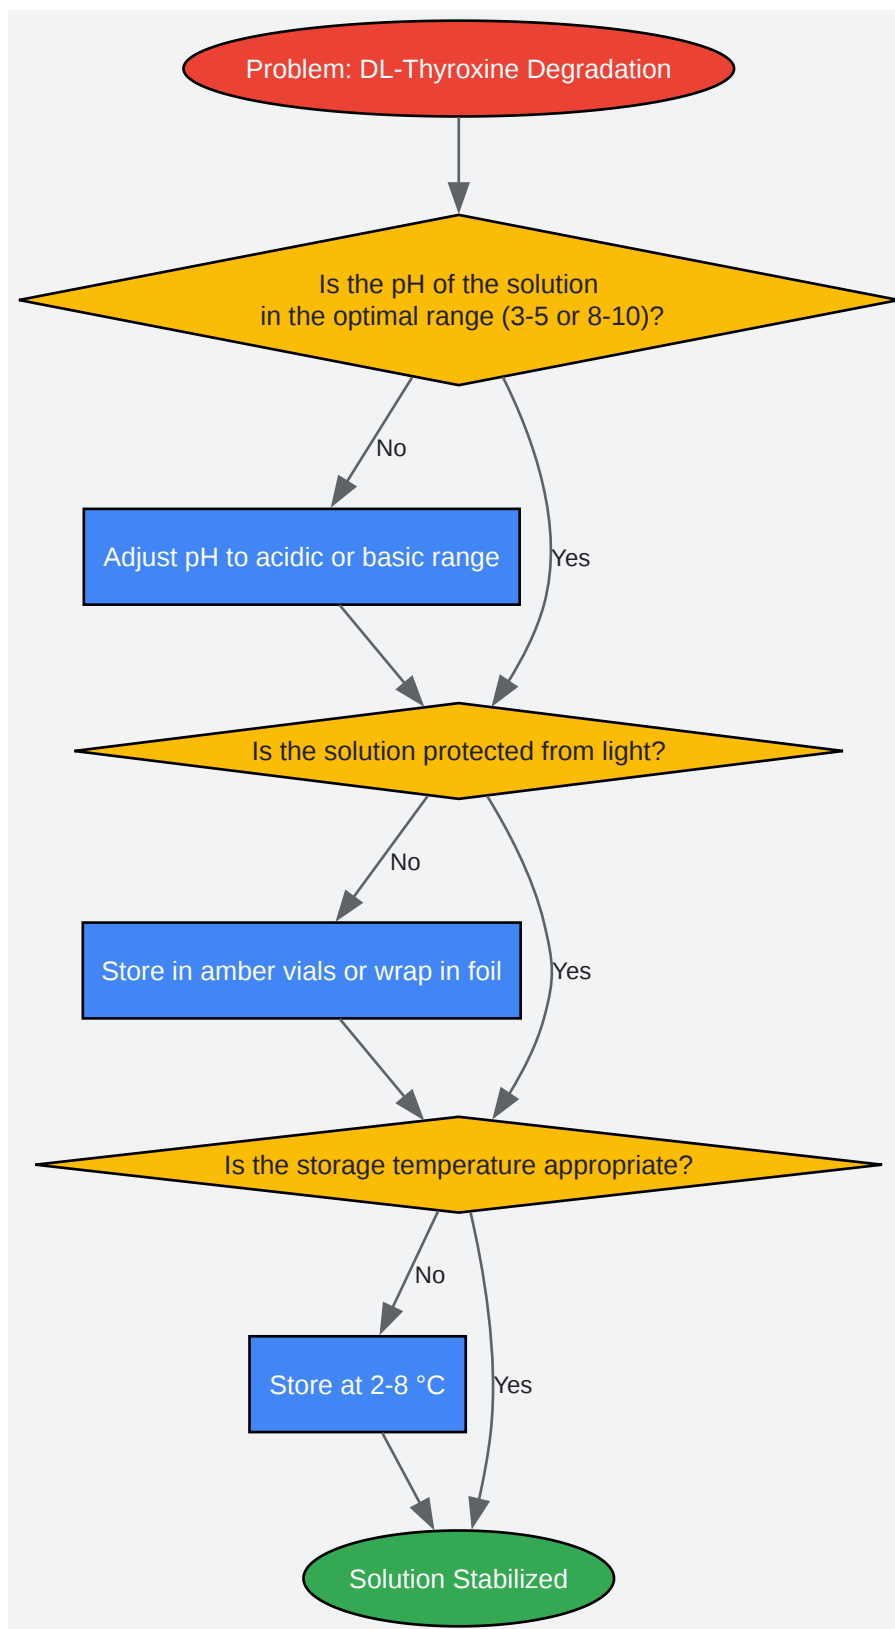 Problem: DL-Thyroxine Degradation
Is the pH of the solution
in the optimal range (3-5 or 8-10)?
No
Adjust pH to acidic or basic range
Yes
Is the solution protected from light?
No
Store in amber vials or wrap in foil
Yes
Is the storage temperature appropriate?
No
Store at 2-8 °C
Yes
Solution Stabilized